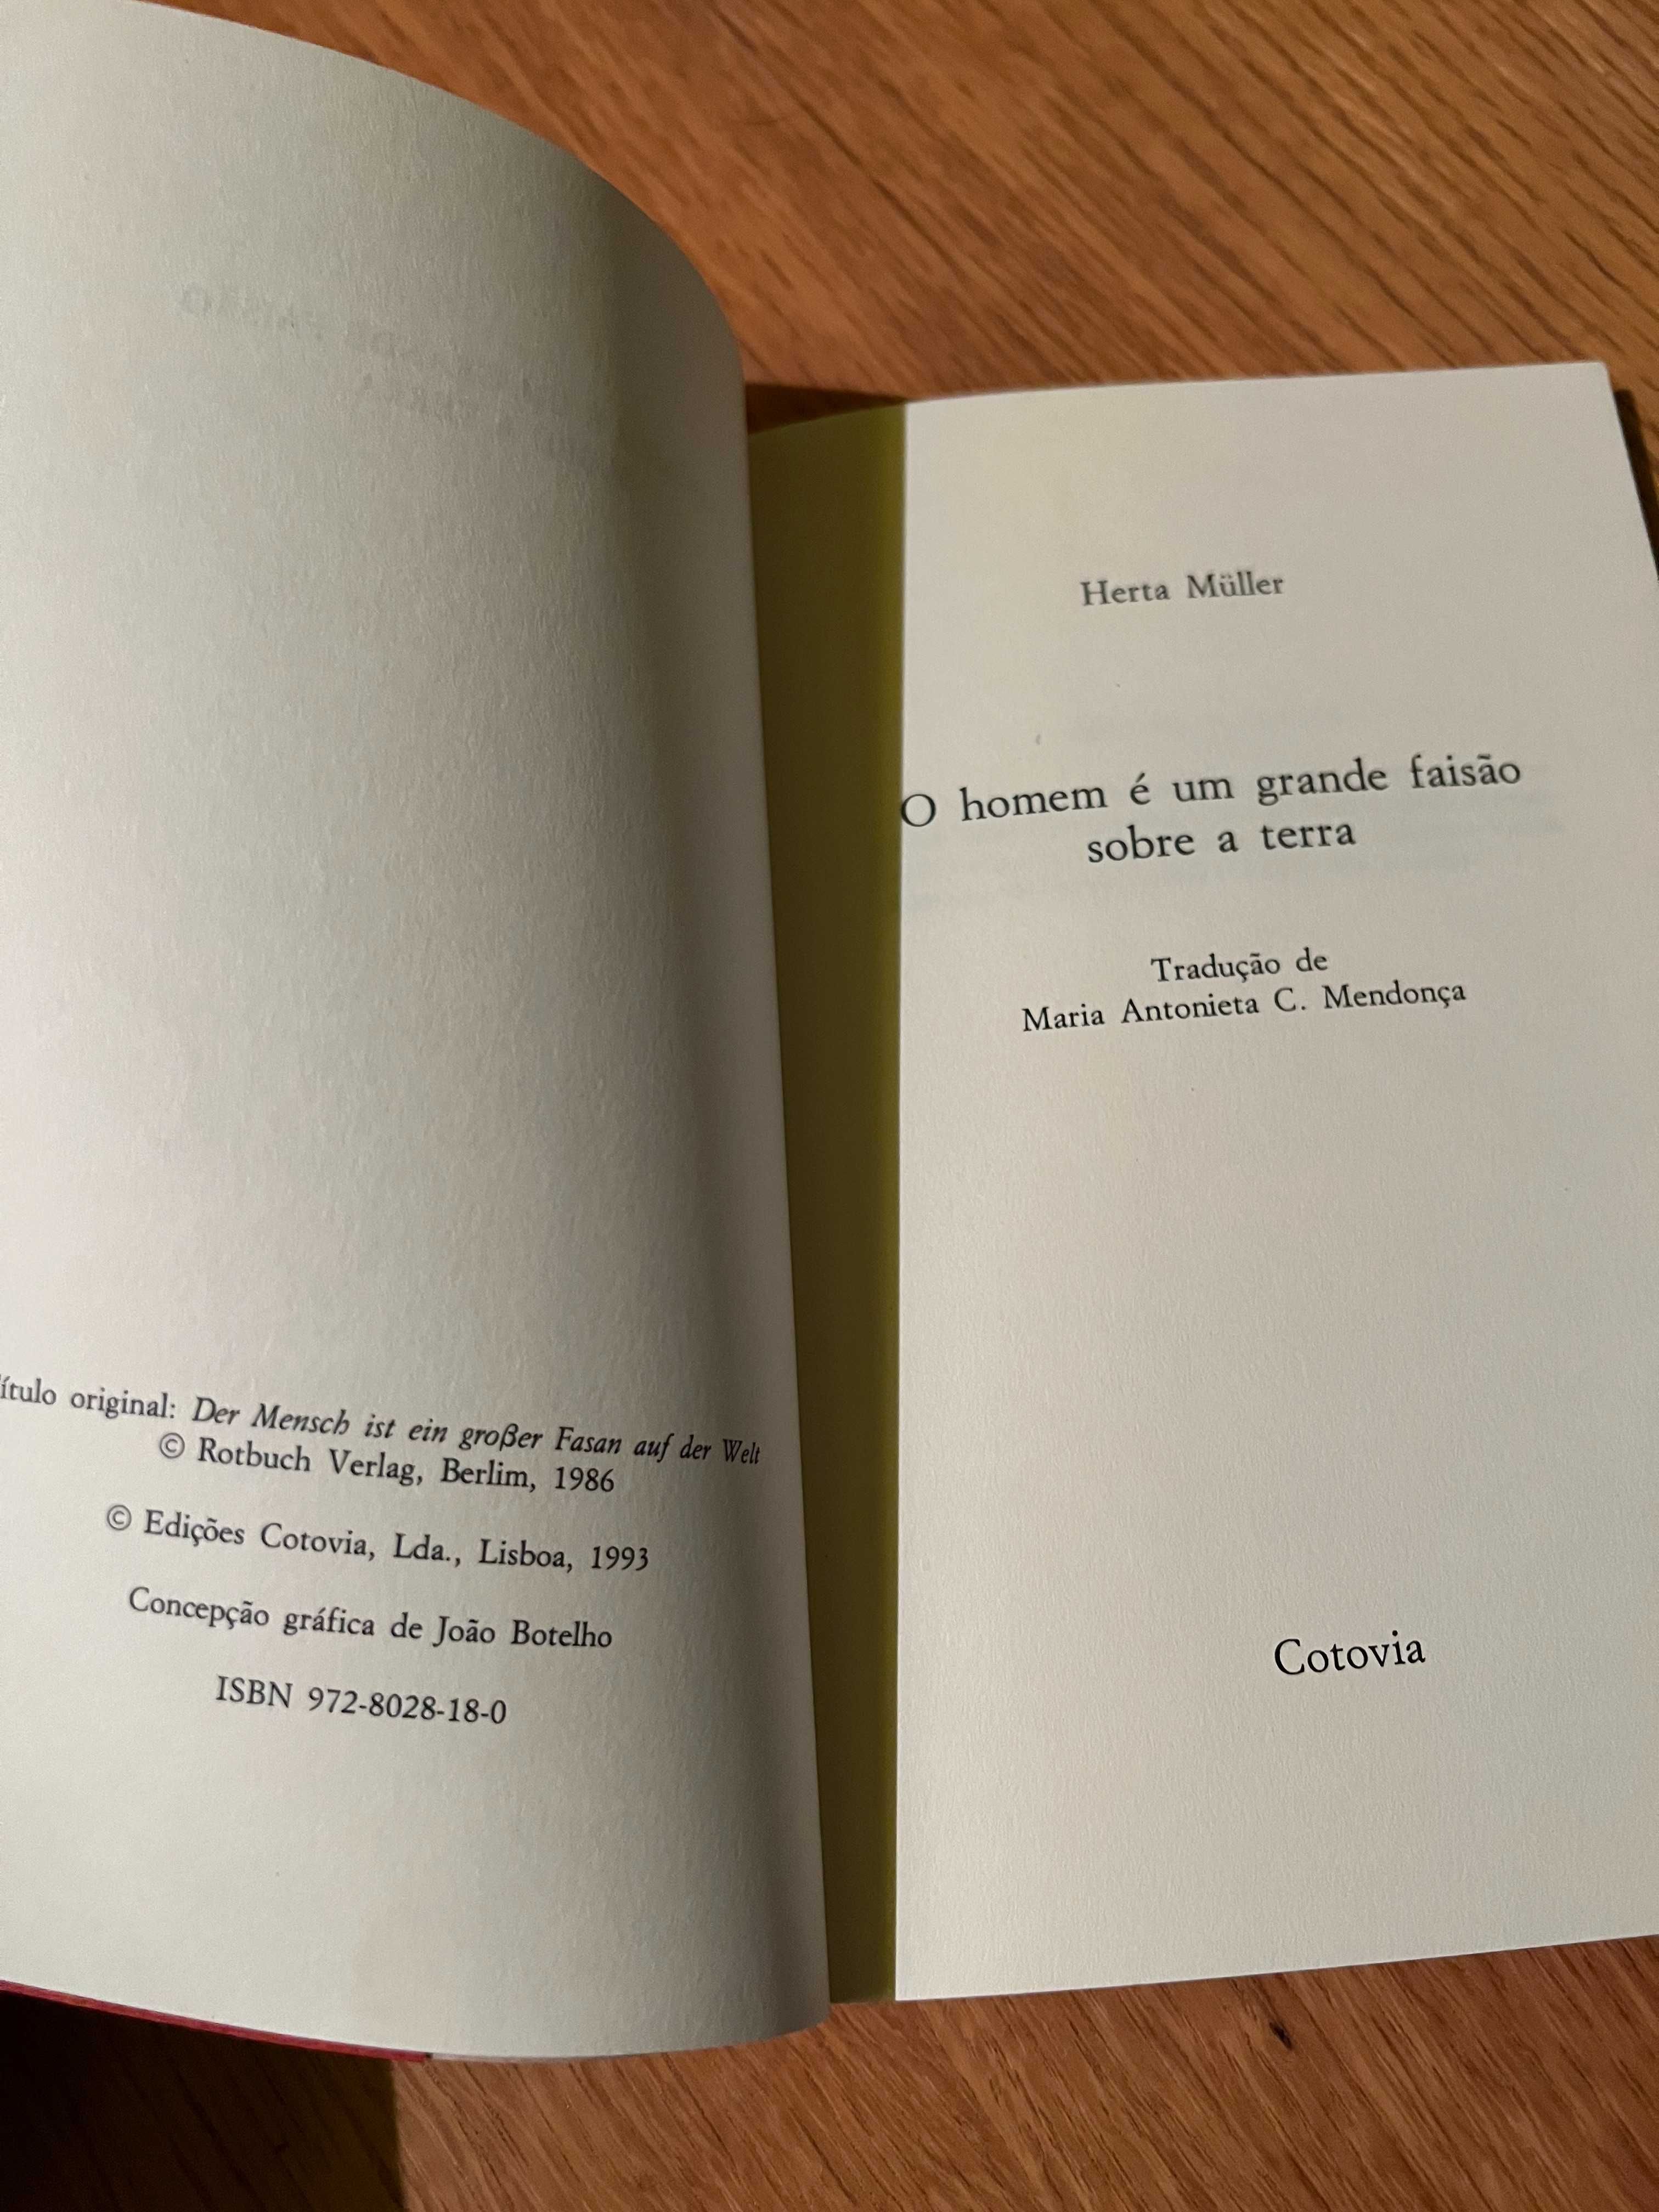 ítulo original: Der Mensch ist ein großer Fasan auf der Welt
© Rotbuch Verlag, Berlim, 1986
© Edições Cotovia, Lda., Lisboa, 1993
Concepção gráfica de João Botelho
ISBN 972-8028-18-0
Herta Müller
O homem é um grande faisão
sobre a terra
Tradução de
Maria Antonieta C. Mendonça
Cotovia